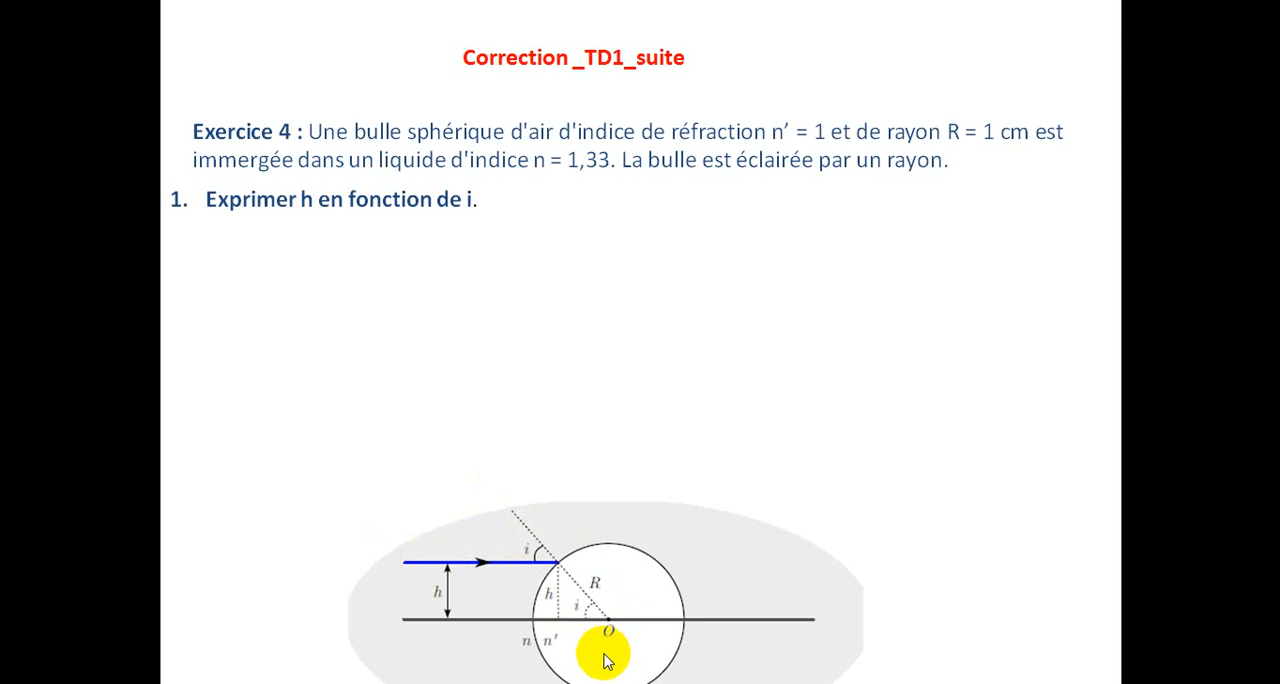 Correction _TD1_suite
Exercice 4 : Une bulle sphérique d'air d'indice de réfraction n’ = 1 et de rayon R = 1 cm est
immergée dans un liquide d'indice n = 1,33. La bulle est éclairée par un rayon.
1. Exprimer h en fonction de i.
i
R
h
h
i
O
n n'